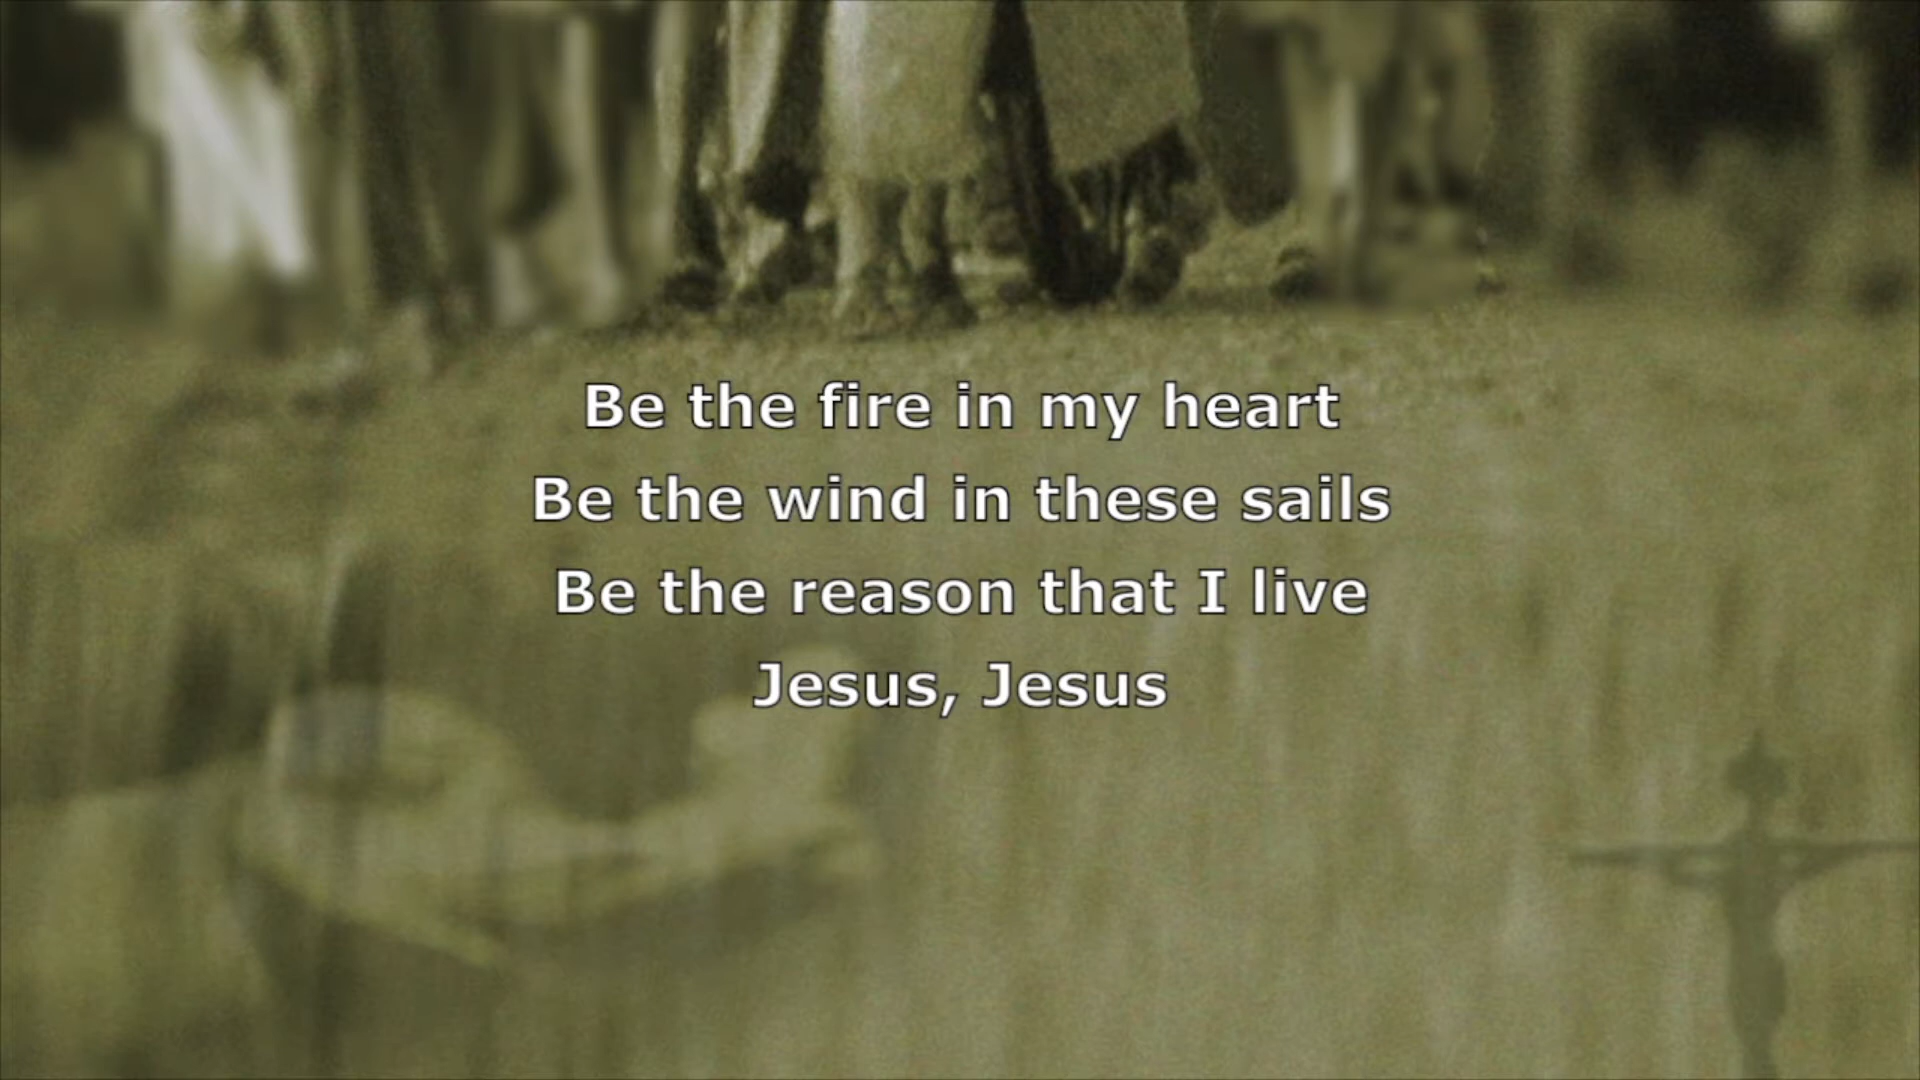 Be the fire in my heart
Be the wind in these sails
Be the reason that I live
Jesus, Jesus